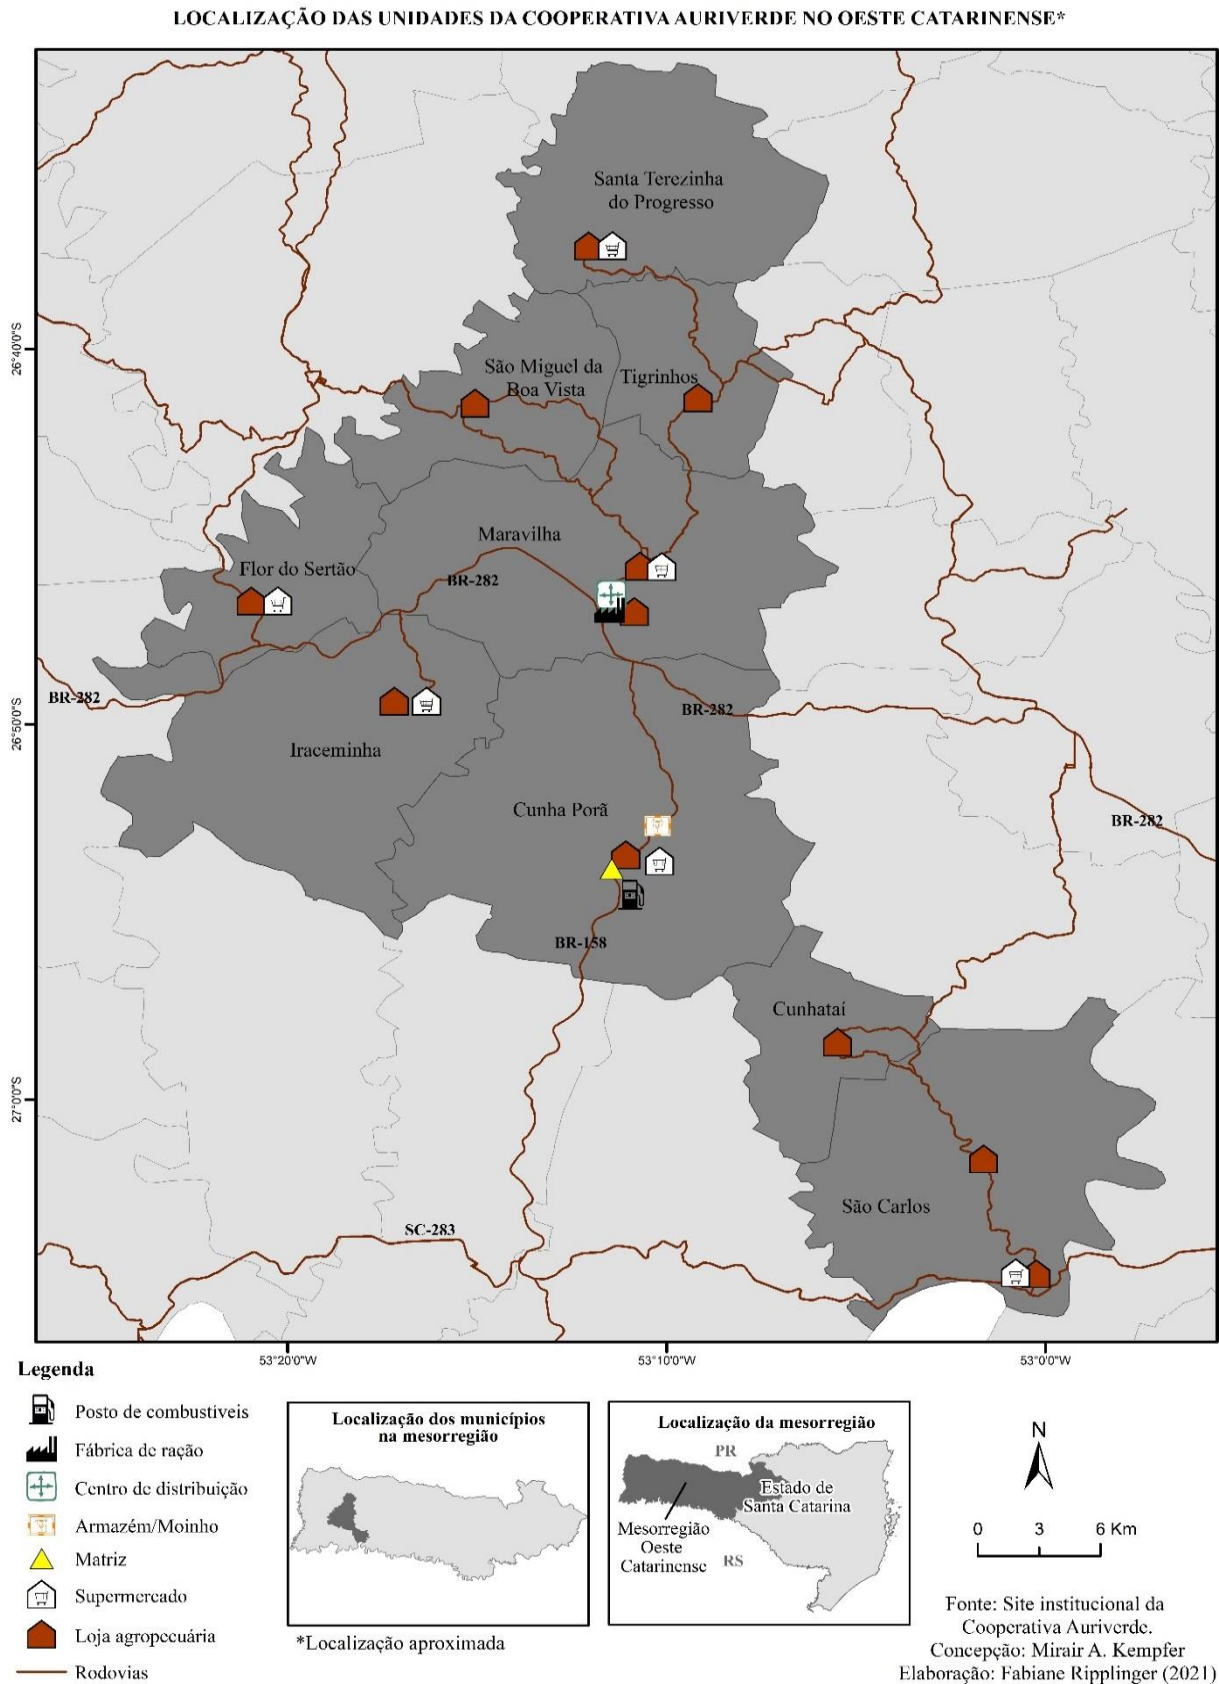 LOCALIZAÇÃO DAS UNIDADES DA COOPERATIVA AURIVERDE NO OESTE CATARINENSE*
Santa Terezinha
do Progresso
26°40'0"S
São Miguel da
Boa Vista
Tigrinhos
Maravilha
Flor do Sertão
BR-282
BR-282
BR-282
26°50'0"S
Iraceminha
Cunha Porã
BR-282
BR-158
Cunhataí
27°0'0"S
São Carlos
SC-283
53°20'0"W
53°10'0"W
53°0'0"W
Legenda
Posto de combustíveis
Fábrica de ração
Centro de distribuição
Armazém/Moinho
Matriz
Supermercado
Loja agropecuária
Rodovias
Localização dos municípios
na mesorregião
*Localização aproximada
Localização da mesorregião
PR
Estado de
Santa Catarina
Mesorregião
Oeste
Catarinense
RS
N
0 3 6 Km
Fonte: Site institucional da
Cooperativa Auriverde.
Concepção: Mirair A. Kempfer
Elaboração: Fabiane Ripplinger (2021)